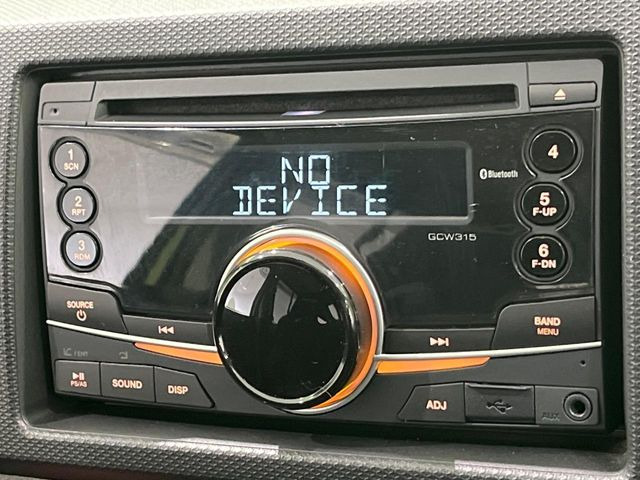 NO
DEVICE
1
SCN
2
RPT
3
RDM
4
Bluetooth
5
F-UP
GCW315
6
F-DN
SOURCE
BAND
MENU
/ ENT
PS/AS
SOUND
DISP
ADJ
AUX